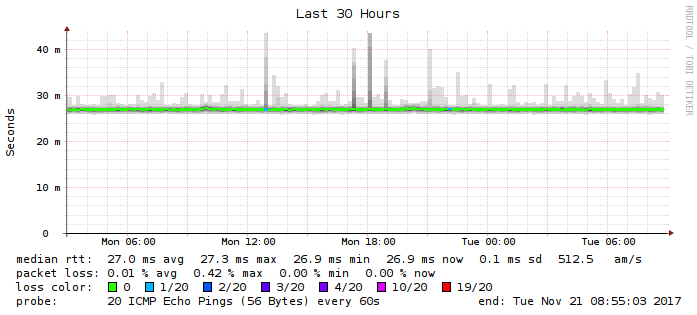 Last 30 Hours
RRDTOOL / TOBI OETIKER
Seconds
40 m
30 m
20 m
10 m
0
Mon 06:00 Mon 12:00 Mon 18:00 Tue 00:00 Tue 06:00
median rtt: 27.0 ms avg 27.3 ms max 26.9 ms min 26.9 ms now 0.1 ms sd 512.5 am/s
packet loss: 0.01 % avg 0.42 % max 0.00 % min 0.00 % now
loss color: 0 1/20 2/20 3/20 4/20 10/20 19/20
probe: 20 ICMP Echo Pings (56 Bytes) every 60s end: Tue Nov 21 08:55:03 2017